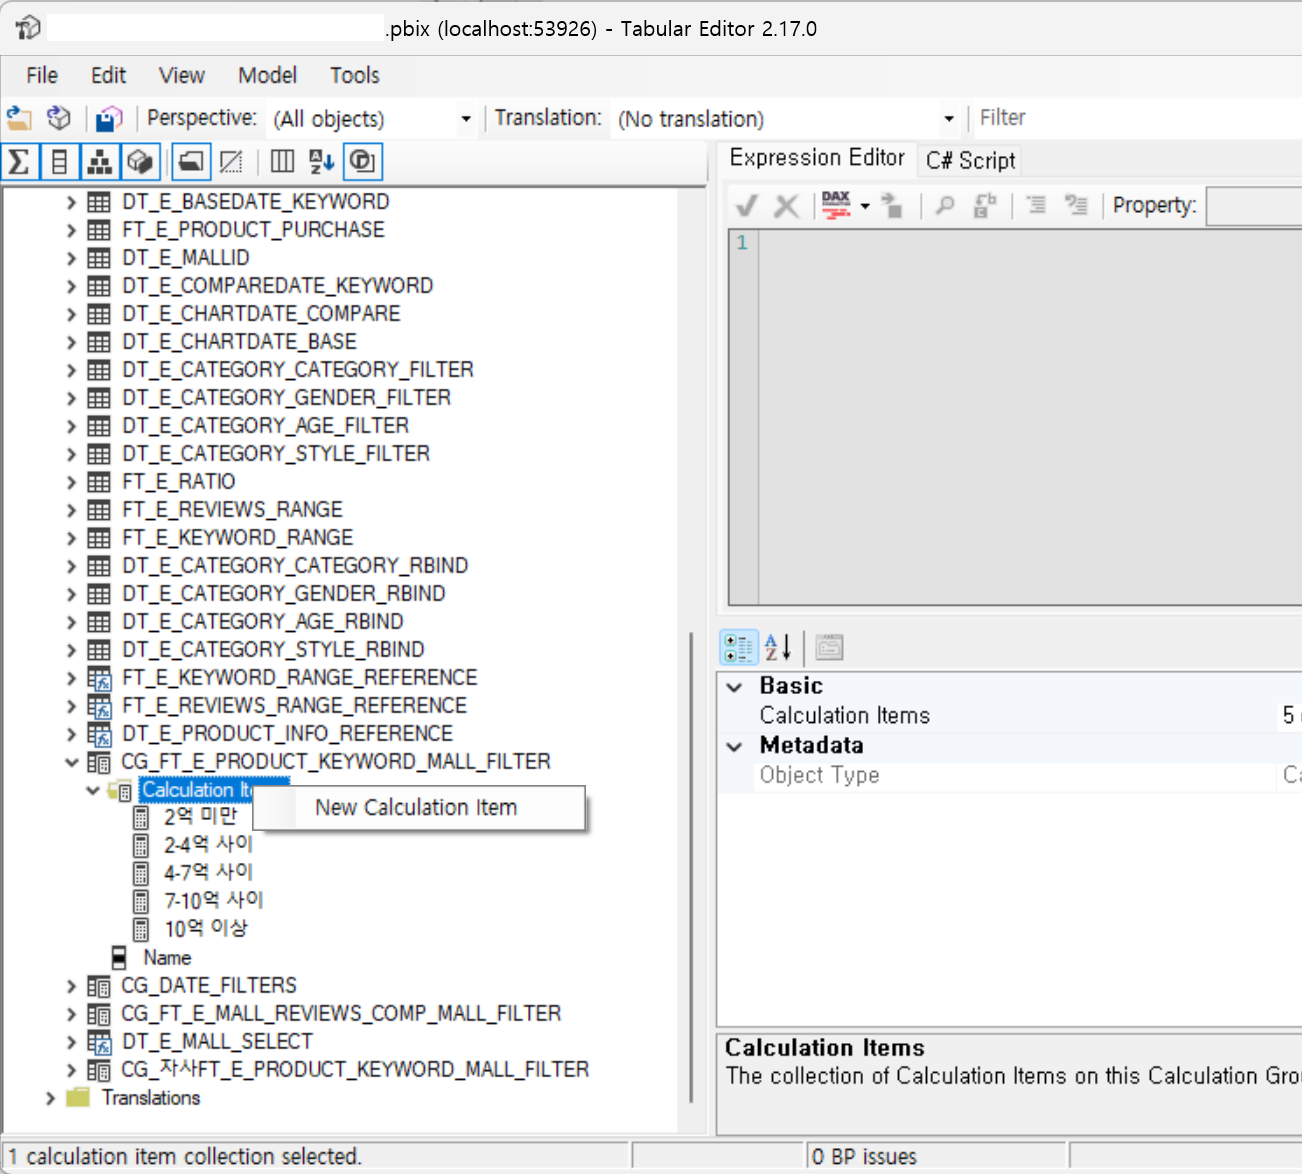 .pbix (localhost:53926) - Tabular Editor 2.17.0
File Edit View Model Tools
Perspective: (All objects) Translation: (No translation) Filter
Expression Editor C# Script
DAX Property:
1
DT_E_BASEDATE_KEYWORD
FT_E_PRODUCT_PURCHASE
DT_E_MALLID
DT_E_COMPAREDATE_KEYWORD
DT_E_CHARTDATE_COMPARE
DT_E_CHARTDATE_BASE
DT_E_CATEGORY_CATEGORY_FILTER
DT_E_CATEGORY_GENDER_FILTER
DT_E_CATEGORY_AGE_FILTER
DT_E_CATEGORY_STYLE_FILTER
FT_E_RATIO
FT_E_REVIEWS_RANGE
FT_E_KEYWORD_RANGE
DT_E_CATEGORY_CATEGORY_RBIND
DT_E_CATEGORY_GENDER_RBIND
DT_E_CATEGORY_AGE_RBIND
DT_E_CATEGORY_STYLE_RBIND
FT_E_KEYWORD_RANGE_REFERENCE
FT_E_REVIEWS_RANGE_REFERENCE
DT_E_PRODUCT_INFO_REFERENCE
CG_FT_E_PRODUCT_KEYWORD_MALL_FILTER
Calculation Ite
New Calculation Item
2억 미만
2-4억 사이
4-7억 사이
7-10억 사이
10억 이상
Name
CG_DATE_FILTERS
CG_FT_E_MALL_REVIEWS_COMP_MALL_FILTER
DT_E_MALL_SELECT
CG_자사FT_E_PRODUCT_KEYWORD_MALL_FILTER
Translations
Basic
Calculation Items 5
Metadata
Object Type Ca
Calculation Items
The collection of Calculation Items on this Calculation Gro
1 calculation item collection selected.
0 BP issues